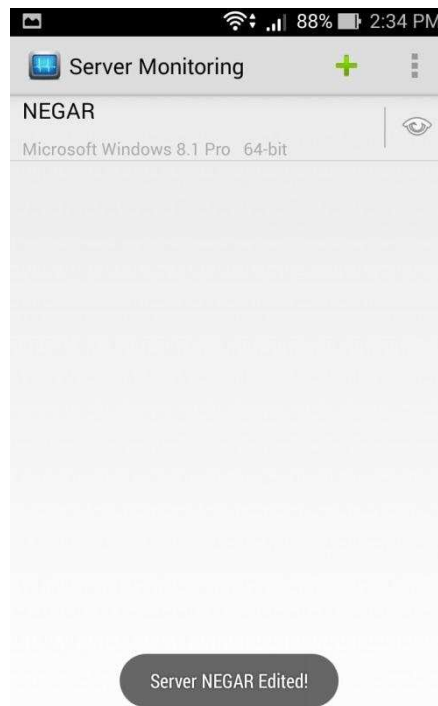 88% 2:34 PM
Server Monitoring
NEGAR
Microsoft Windows 8.1 Pro 64-bit
Server NEGAR Edited!